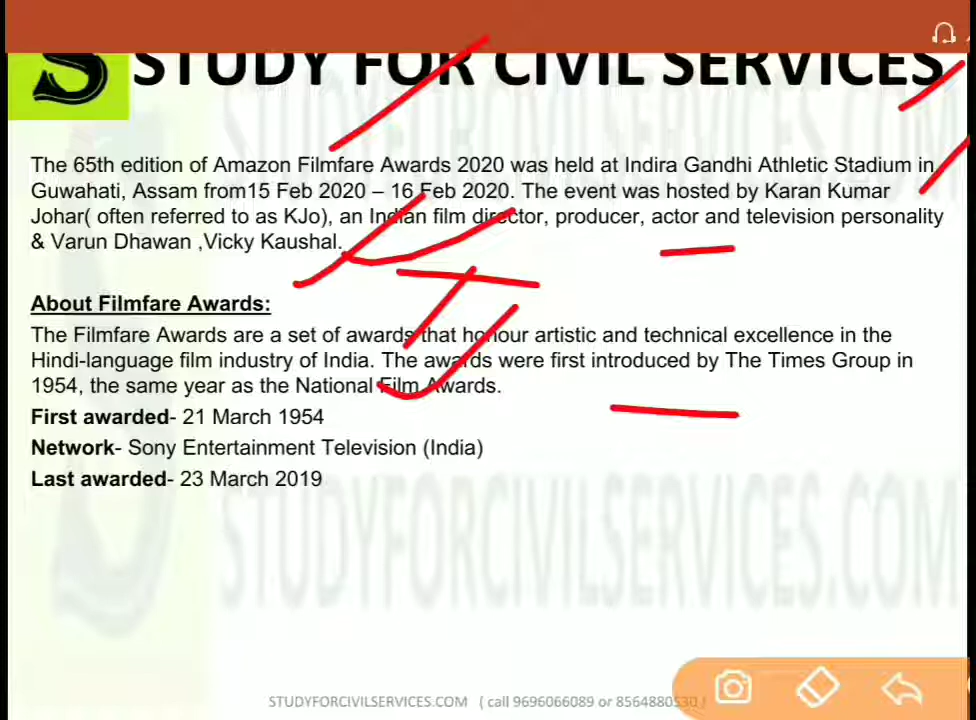 S STUDY FOR CIVIL SERVICES
The 65th edition of Amazon Filmfare Awards 2020 was held at Indira Gandhi Athletic Stadium in
Guwahati, Assam from15 Feb 2020 – 16 Feb 2020. The event was hosted by Karan Kumar
Johar( often referred to as KJo), an Indian film director, producer, actor and television personality
& Varun Dhawan ,Vicky Kaushal.
About Filmfare Awards:
The Filmfare Awards are a set of awards that honour artistic and technical excellence in the
Hindi-language film industry of India. The awards were first introduced by The Times Group in
1954, the same year as the National Film Awards.
First awarded- 21 March 1954
Network- Sony Entertainment Television (India)
Last awarded- 23 March 2019
STUDYFORCIVILSERVICES.COM
STUDYFORCIVILSERVICES.COM ( call 9696066089 or 8564880530 )